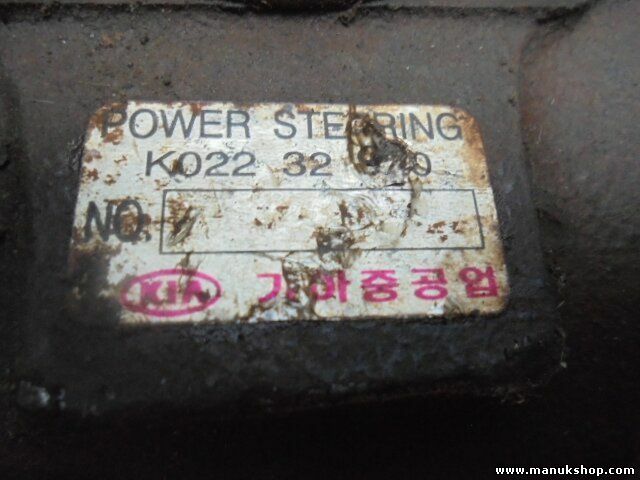 POWER STEERING
K022 32
NO.
KIA 기아중공업
www.manukshop.com